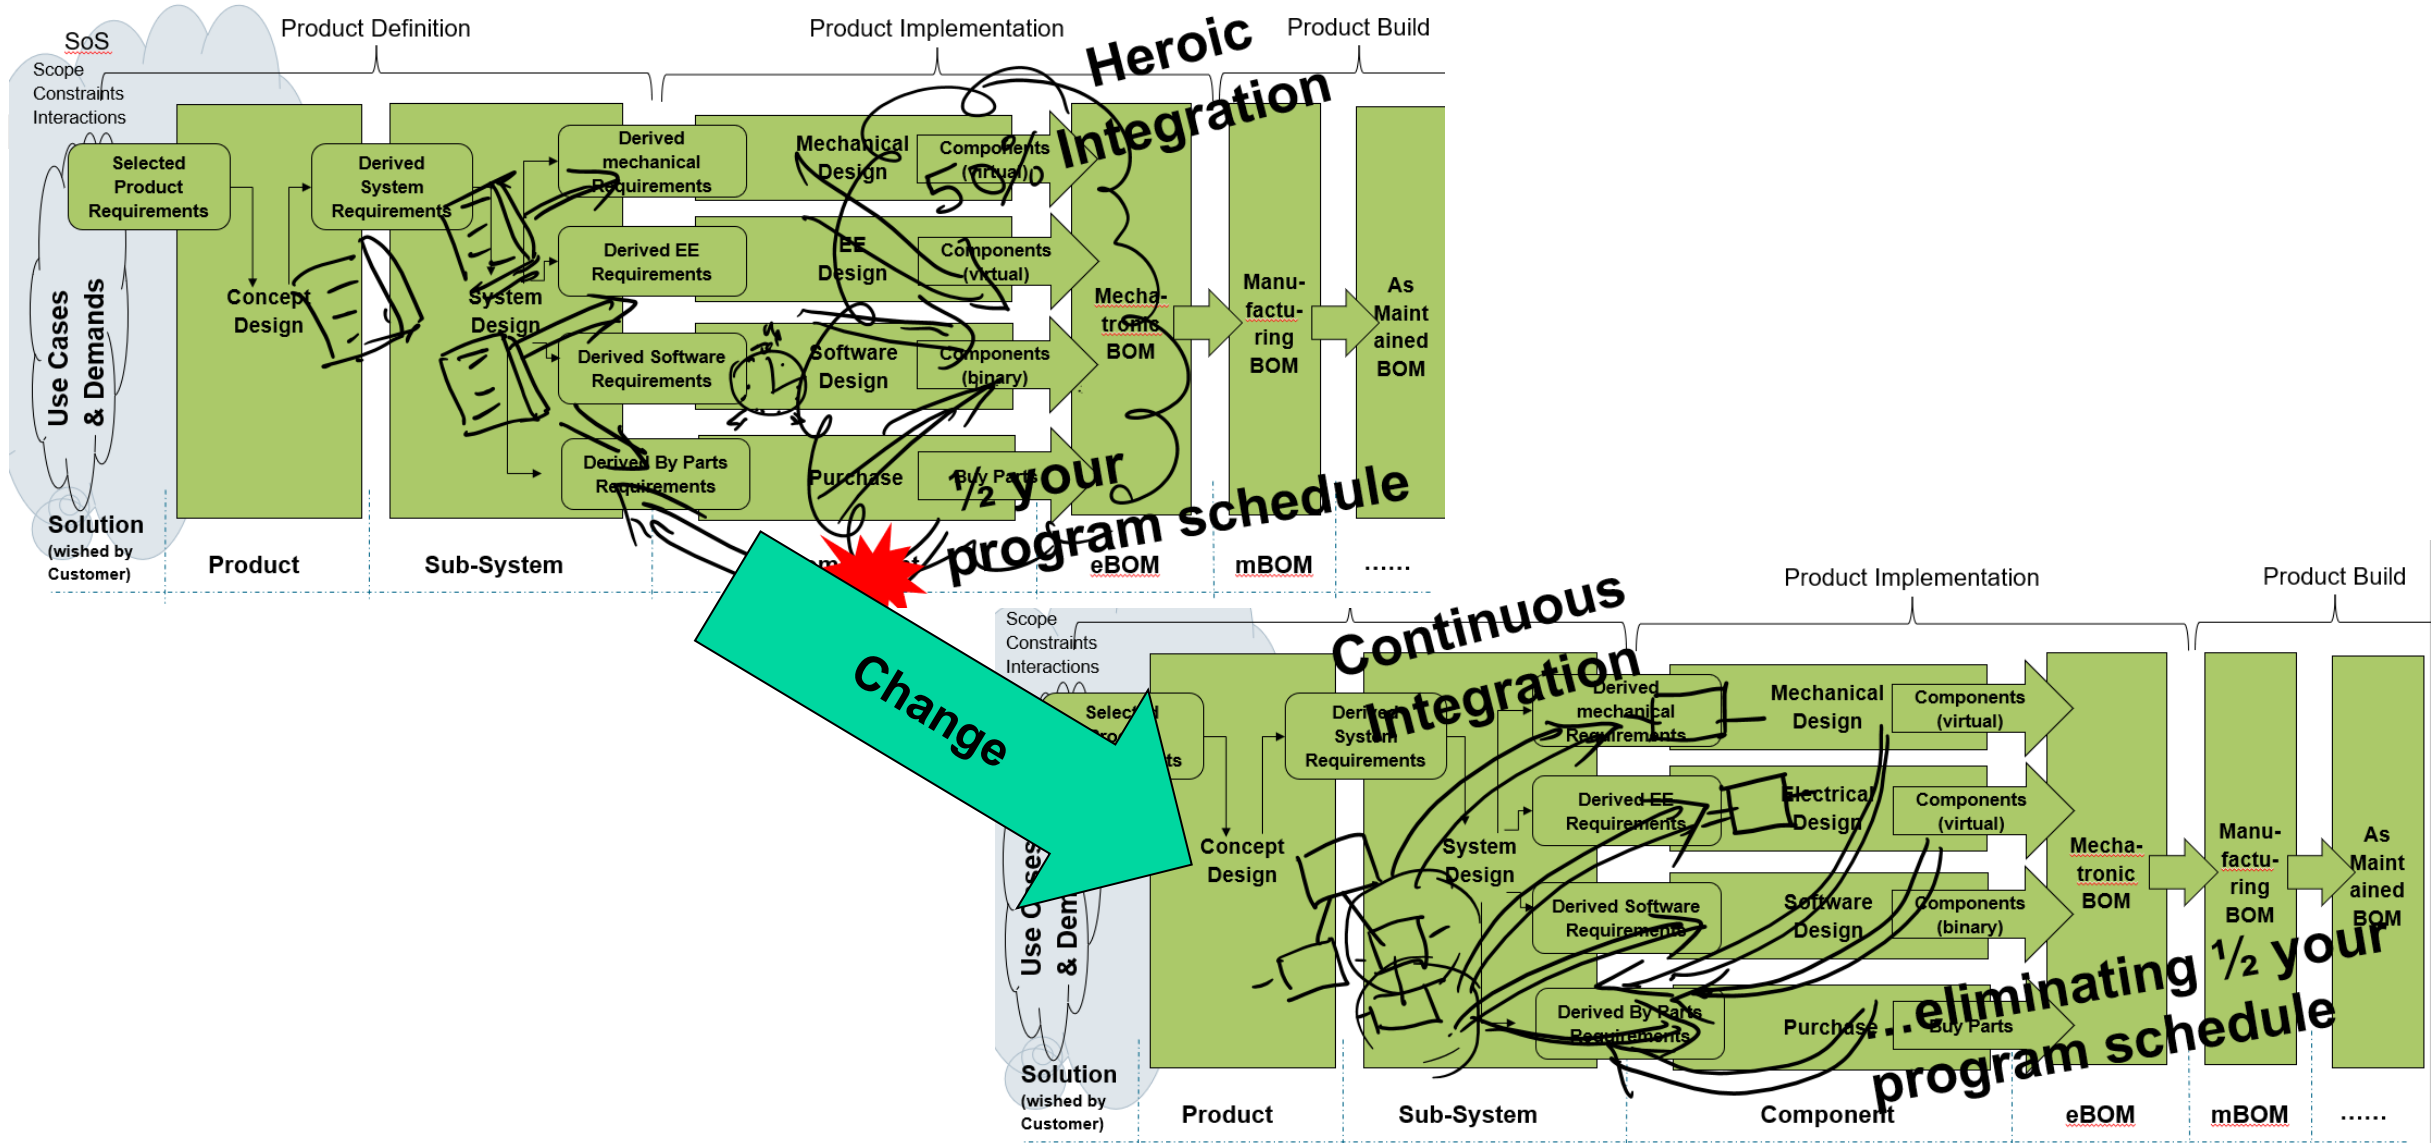 SoS
Product Definition
Product Implementation
Product Build
Heroic
Integration
Scope
Constraints
Interactions
Selected
Product
Requirements
Derived
System
Requirements
Derived
mechanical
Requirements
Mechanical
Design
Components
(virtual)
50%
Derived EE
Requirements
EE
Design
Components
(virtual)
Concept
Design
System
Design
Derived Software
Requirements
Software
Design
Components
(binary)
Derived By Parts
Requirements
Purchase
Buy Parts
Mecha-
tronic
BOM
Manu-
factu-
ring
BOM
As
Maint
ained
BOM
Use Cases
& Demands
½ your
program schedule
Solution
(wished by
Customer)
Product
Sub-System
eBOM
mBOM
......
Change
Product Implementation
Product Build
Continuous
Integration
Scope
Constraints
Interactions
Selected
Derived
System
Requirements
Derived
mechanical
Requirements
Mechanical
Design
Components
(virtual)
Derived EE
Requirements
Electrical
Design
Components
(virtual)
Concept
Design
System
Design
Derived Software
Requirements
Software
Design
Components
(binary)
Derived By Parts
Requirements
Purchase
Buy Parts
Mecha-
tronic
BOM
Manu-
factu-
ring
BOM
As
Maint
ained
BOM
...eliminating ½ your
program schedule
Solution
(wished by
Customer)
Product
Sub-System
Component
eBOM
mBOM
......